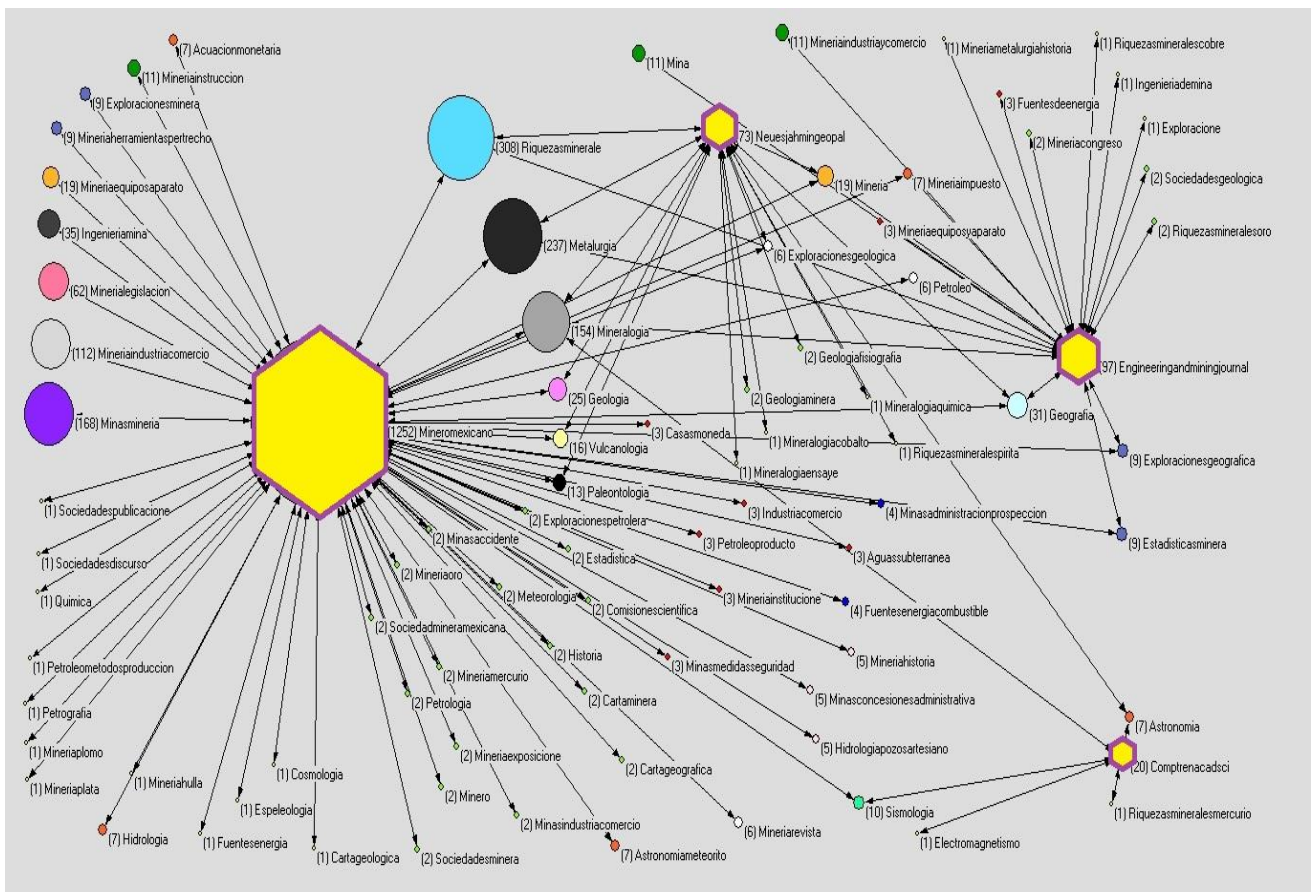 (7) Acuacionmonetaria
(11) Mineriainstruccion
(9) Exploracionesminera
(9) Mineriaherramientaspertrecho
(19) Mineriaequiposaparato
(35) Ingenieriamina
(62) Minerialegislacion
(112) Mineriaindustriacomercio
(168) Minasmineria
(308) Riquezasminerale
(237) Metalurgia
(154) Mineralogia
(25) Geologia
(16) Vulcanologia
(13) Paleontologia
(1252) Mineromexicano
(11) Mina
(11) Mineriaindustriaycomercio
73) Neuesjahrningeopal
(19) Mineria
(7) Mineriaimpuesto
(3) Mineriaequiposyaparato
(6) Exploracionesgeologica
(6) Petroleo
(1) Mineriametalurgiahistoria
(1) Riquezasmineralescobre
(1) Ingenieriademina
(3) Fuentesdeenergia
(2) Mineriacongreso
(1) Exploracione
(2) Sociedadesgeologica
(2) Riquezasmineralesoro
(97) Engineeringandminingjournal
(31) Geografia
(2) Geologiafisiografia
(2) Geologiaminera
(1) Mineralogiaquimica
(3) Casasmoneda
(1) Mineralogiacobalto
(1) Riquezasmineralespirita
(1) Mineralogiaensaye
(9) Exploracionesgeografica
(9) Estadisticasminera
(3) Industriacomercio
(4) Minasadministracionprospeccion
(2) Exploracionespetrolera
(2) Minasaccidente
(3) Petroleoproducto
(3) Aguassubterranea
(2) Estadistica
(2) Mineriaoro
(2) Meteorologia
(3) Mineriainstitucione
(2) Comisionescientifica
(4) Fuentesenergiacombustible
(2) Sociedadmineramexicana
(2) Historia
(3) Minasmedidasseguridad
(5) Mineriahistoria
(2) Mineriamercurio
(2) Petrologia
(2) Cartaminera
(5) Minasconcesionesadministrativa
(2) Mineriaexposicione
(2) Cartageografica
(5) Hidrologiapozosartesiano
(2) Minero
(2) Minasindustriacomercio
(6) Mineriarevista
(7) Astronomiameteorito
(10) Sismologia
(1) Electromagnetismo
(7) Astronomia
(20) Comptrenacadsci
(1) Riquezasmineralesmercurio
(1) Sociedadespublicacione
(1) Sociedadesdiscurso
(1) Quimica
(1) Petroleometodosproduccion
(1) Petrografia
(1) Mineriaplomo
(1) Mineriaplata
(1) Mineriahulla
(1) Cosmologia
(1) Espeleologia
(7) Hidrologia
(1) Fuentesenergia
(1) Cartageologica
(2) Sociedadesminera